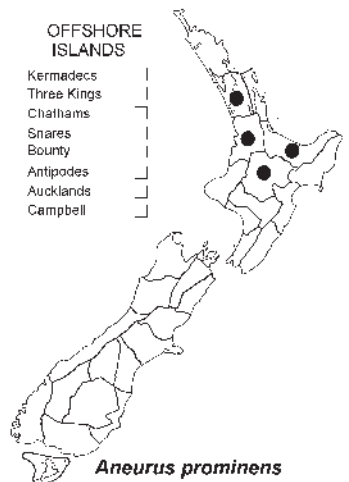 OFFSHORE
ISLANDS
Kermadecs
Three Kings
Chathams
Snares
Bounty
Antipodes
Aucklands
Campbell
Aneurus prominens